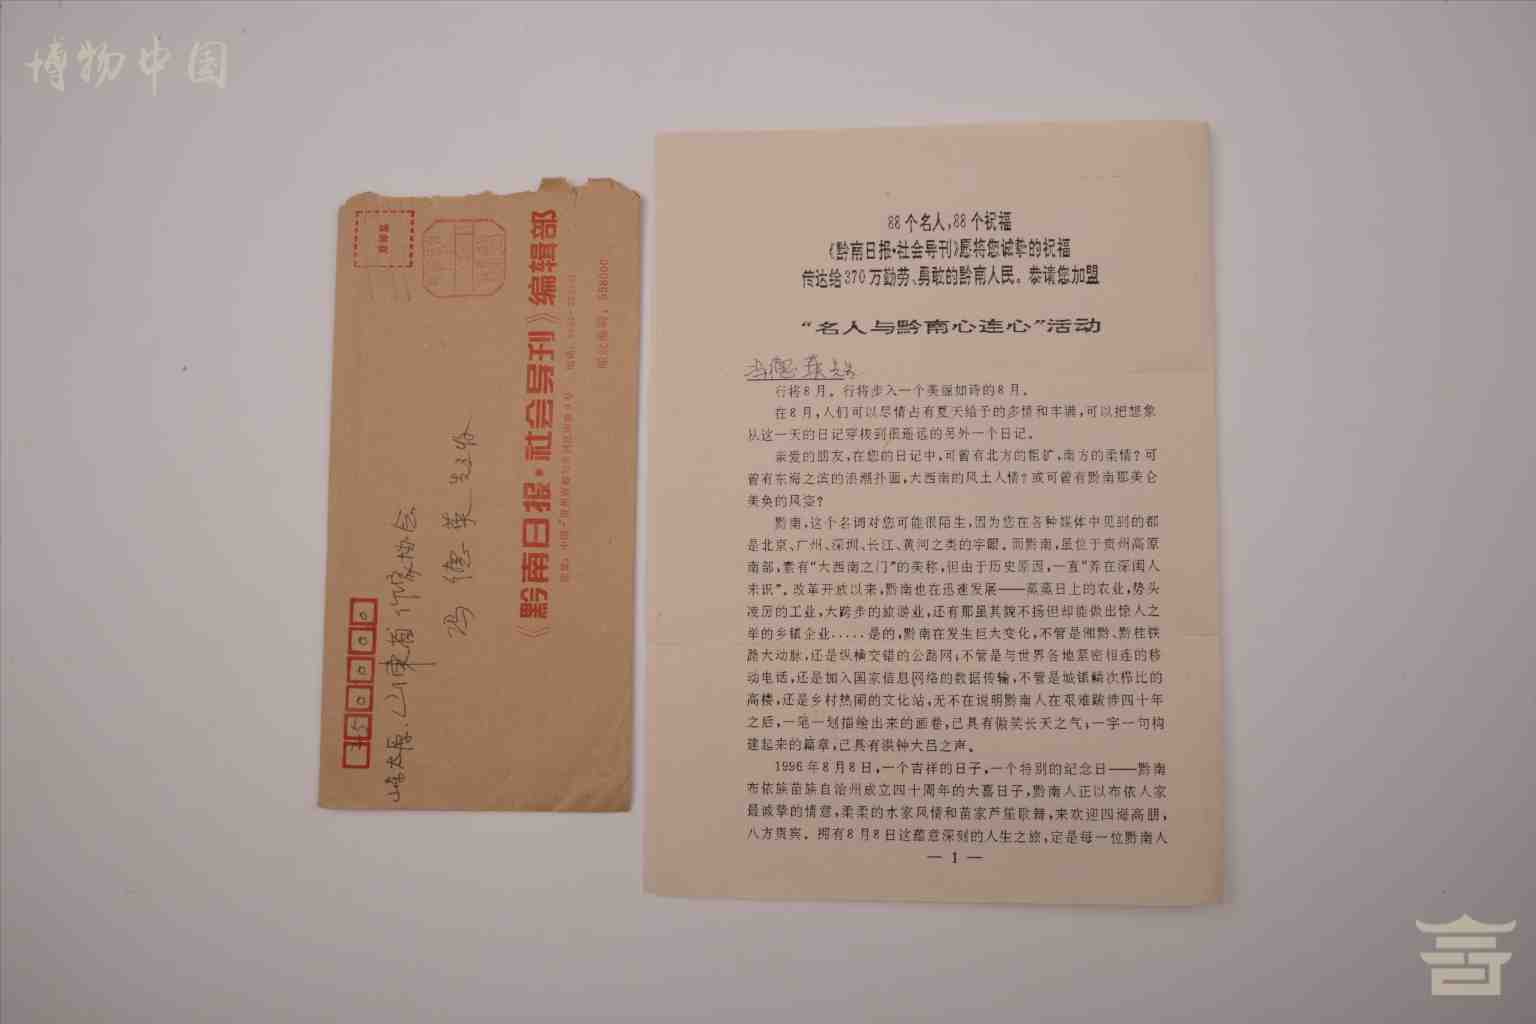 博物中国
《黔南日报·社会导刊》编辑部
山东省作家协会
冯德英 先生收
88个名人,88个祝福
《黔南日报·社会导刊》愿将您诚挚的祝福
传达给370万勤劳、勇敢的黔南人民。恭请您加盟
“名人与黔南心连心”活动
冯德英先生
行将8月。行将步入一个美丽如诗的8月。
在8月,人们可以尽情占有夏天给予的多情和丰满,可以把想象
从这一天的日记穿梭到很遥远的另外一个日记。
亲爱的朋友,在您的日记中,可曾有北方的粗犷,南方的柔情?可
曾有东海之滨的浪潮扑面,大西南的风土人情?或可曾有黔南那美仑
美奂的风姿?
黔南,这个名词对您可能很陌生,因为您在各种媒体中见到的都
是北京、广州、深圳、长江、黄河之类的字眼。而黔南,虽位于贵州高原
南部,素有“大西南之门”的美称,但由于历史原因,一直“养在深闺人
未识”。改革开放以来,黔南也在迅速发展——蒸蒸日上的农业,势头
凌厉的工业,大跨步的旅游业,还有那虽其貌不扬但却能做出惊人之
举的乡镇企业.....是的,黔南在发生巨大变化,不管是湘黔、黔桂铁
路大动脉,还是纵横交错的公路网;不管是与世界各地紧密相连的移
动电话,还是加入国家信息网络的数据传输,不管是城镇鳞次栉比的
高楼,还是乡村热闹的文化站,无不在说明黔南人在艰难跋涉四十年
之后,一笔一划描绘出来的画卷,已具有傲笑长天之气,一字一句构
建起来的篇章,已具有洪钟大吕之声。
1996年8月8日,一个吉祥的日子,一个特别的纪念日——黔南
布依族苗族自治州成立四十周年的大喜日子,黔南人正以布依人家
最诚挚的情意,柔柔的水家风情和苗家芦笙歌舞,来欢迎四海高朋,
八方贵宾。拥有8月8日这蕴意深刻的人生之旅,定是每一位黔南人
— 1 —